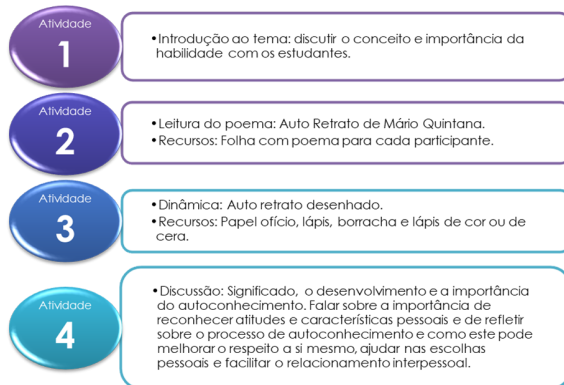 Atividade
1
•Introdução ao tema: discutir o conceito e importância da
habilidade com os estudantes.
Atividade
2
•Leitura do poema: Auto Retrato de Mário Quintana.
•Recursos: Folha com poema para cada participante.
Atividade
3
•Dinâmica: Auto retrato desenhado.
•Recursos: Papel ofício, lápis, borracha e lápis de cor ou de
cera.
Atividade
4
•Discussão: Significado, o desenvolvimento e a importância
do autoconhecimento. Falar sobre a importância de
reconhecer atitudes e características pessoais e de refletir
sobre o processo de autoconhecimento e como este pode
melhorar o respeito a si mesmo, ajudar nas escolhas
pessoais e facilitar o relacionamento interpessoal.